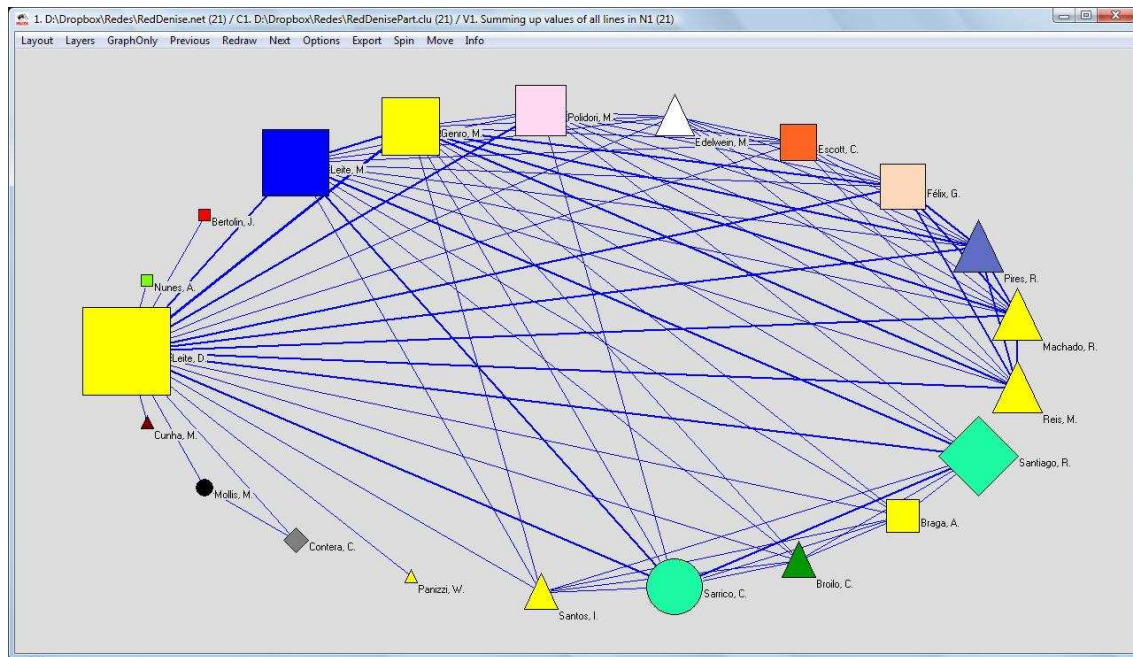 1. D:\Dropbox\Redes\RedDenise.net (21) / C1. D:\Dropbox\Redes\RedDenisePart.clu (21) / V1. Summing up values of all lines in N1 (21)
Layout Layers GraphOnly Previous Redraw Next Options Export Spin Move Info
Polidori, M.
Genro, M.
Edelwein, M.
Escott, C.
Leite, M.
Félix, G.
Bertolin, J.
Pires, R.
Nunes, A.
Machado, R.
Leite, D.
Reis, M.
Cunha, M.
Santiago, R.
Mollis, M.
Braga, A.
Contera, C.
Broilo, C.
Panizzi, W.
Sarrico, C.
Santos, I.